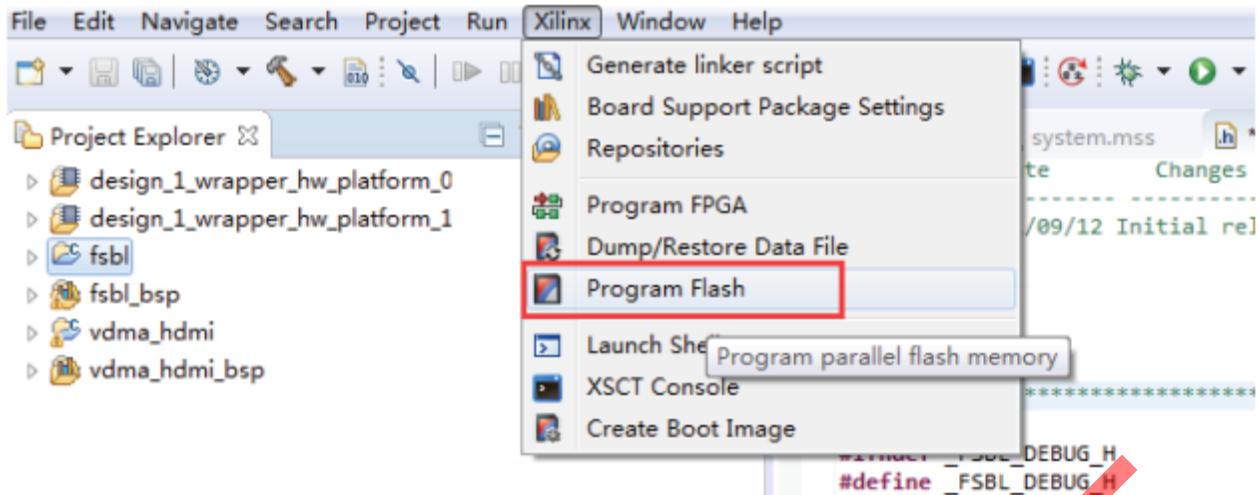 File Edit Navigate Search Project Run Xilinx Window Help
Generate linker script
Board Support Package Settings
Repositories
Program FPGA
Dump/Restore Data File
Program Flash
Launch She
Program parallel flash memory
XSCT Console
Create Boot Image
Project Explorer
design_1_wrapper_hw_platform_0
design_1_wrapper_hw_platform_1
fsbl
fsbl_bsp
vdma_hdmi
vdma_hdmi_bsp
system.mss .h *
te Changes
------- ----------
/09/12 Initial rel
*******************
_FSBL_DEBUG_H
#define _FSBL_DEBUG_H